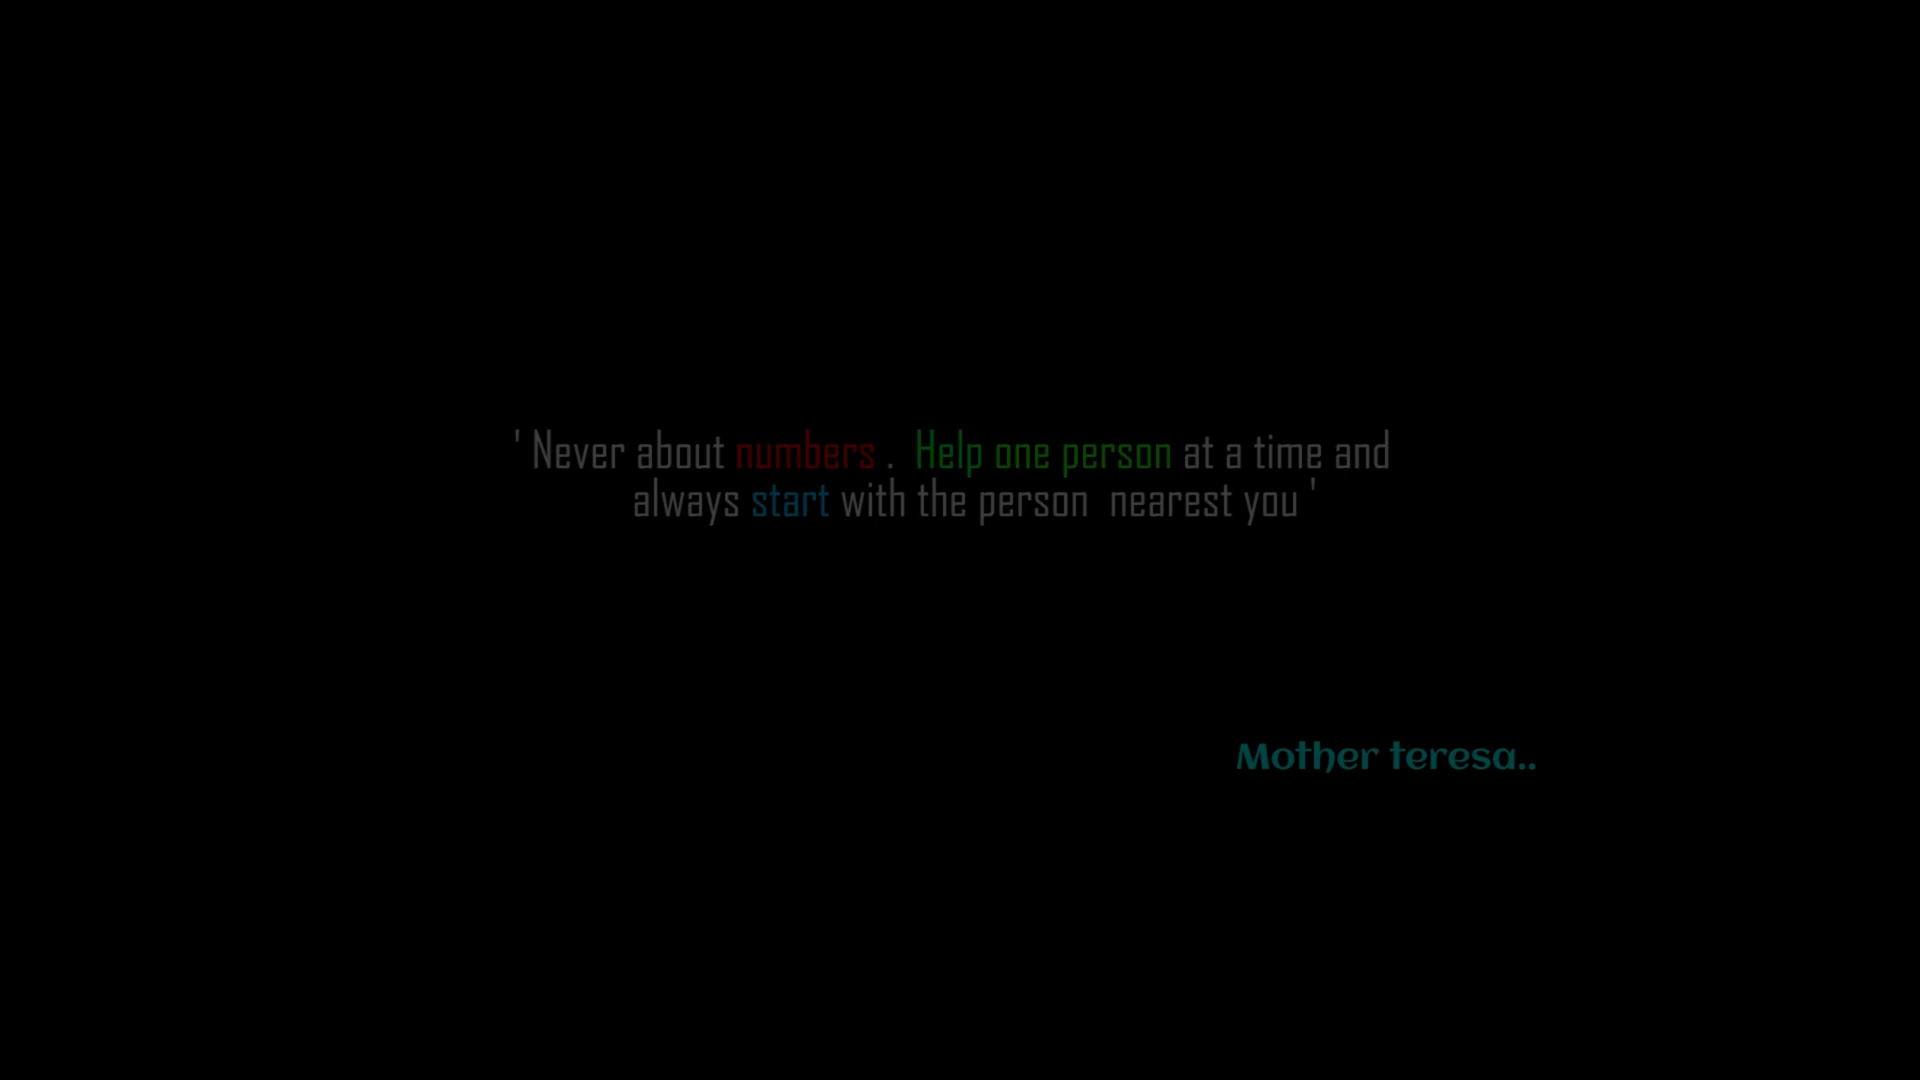 ' Never about numbers .  Help one person at a time and
always start with the person  nearest you '
Mother teresa..